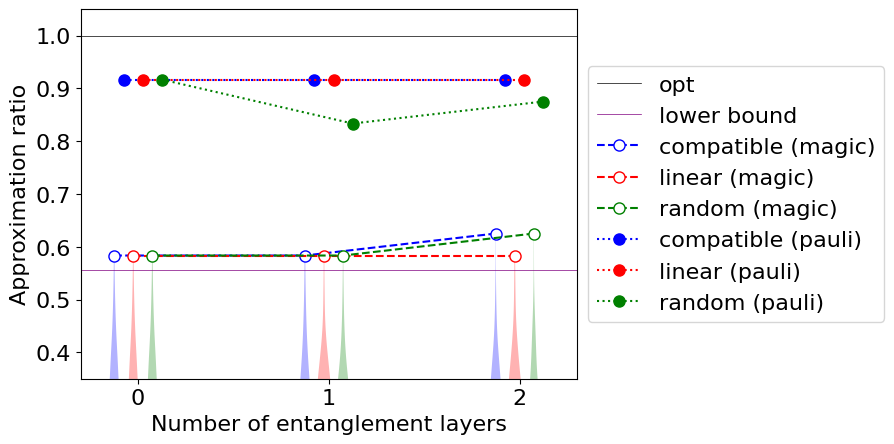 1.0
0.9
0.8
0.7
0.6
0.5
0.4
Approximation ratio
0 1 2
Number of entanglement layers
opt
lower bound
compatible (magic)
linear (magic)
random (magic)
compatible (pauli)
linear (pauli)
random (pauli)